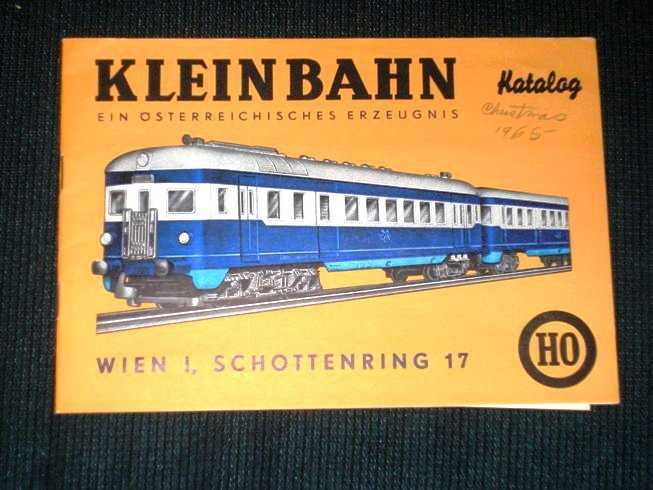 KLEINBAHN
Katalog
EIN ÖSTERREICHISCHES ERZEUGNIS
Christmas
1965
WIEN I, SCHOTTENRING 17
HO